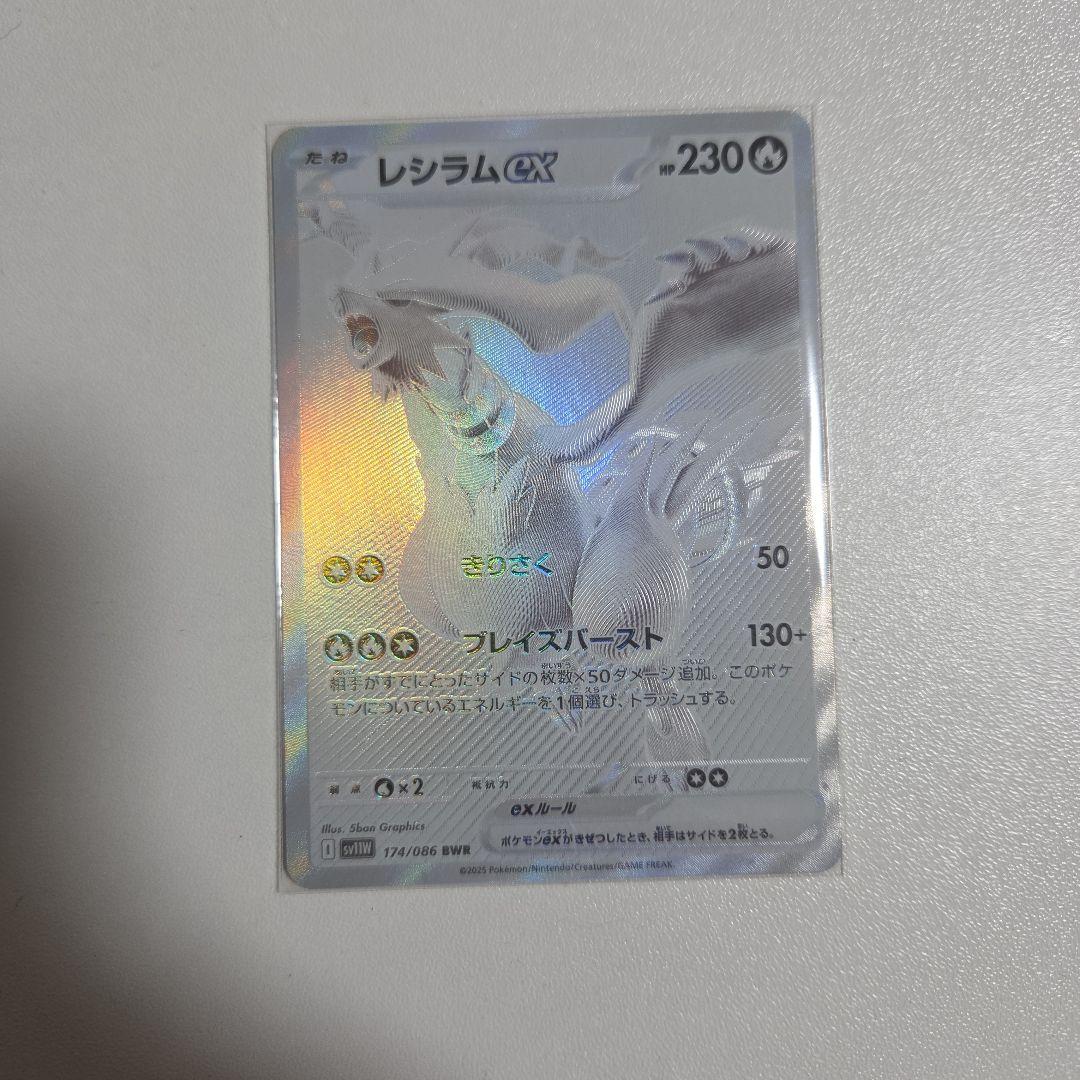 たね レシラムex HP230
きりさく 50
ブレイズバースト 130+
相手がすでにとったサイドの枚数×50ダメージ追加。このポケ
モンについているエネルギーを1個選び、トラッシュする。
弱点 ×2 抵抗力 にげる
exルール
ポケモンexがきぜつしたとき、相手はサイドを2枚とる。
Illus. 5ban Graphics
I sv11W 174/086 BWR
©2025 Pokémon/Nintendo/Creatures/GAME FREAK.